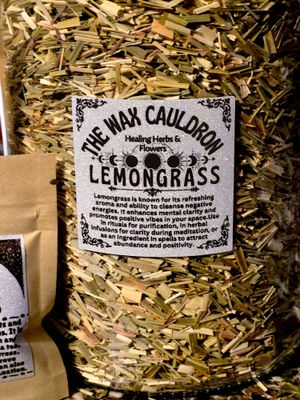 THE WAX CAULDRON
Healing Herbs &
Flowers
LEMONGRASS
Lemongrass is known for its refreshing
aroma and ability to cleanse negative
energies. It enhances mental clarity and
promotes positive vibes in your space.Use
in rituals for purification, in herbal
infusions for clarity during meditation, or
as an ingredient in spells to attract
abundance and positivity.